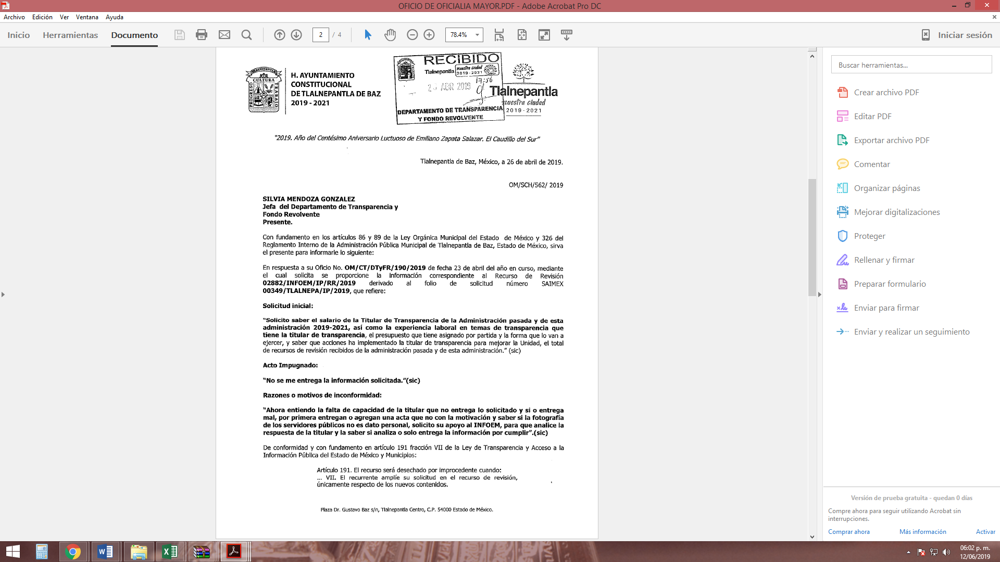 OFICIO DE OFICIALIA MAYOR.PDF - Adobe Acrobat Pro DC
Archivo Edición Ver Ventana Ayuda
Inicio Herramientas Documento 2 / 4 78.4% Iniciar sesión
H. AYUNTAMIENTO
CONSTITUCIONAL
DE TLALNEPANTLA DE BAZ
2019 - 2021
TLALNEPANTLA
CULTURA
PROGRESO
TRABAJO
RECIBIDO
Tlalnepantla
nuestra ciudad
2019-2021
17:56
ABR 2019
DEPARTAMENTO DE TRANSPARENCIA
Y FONDO REVOLVENTE
Tlalnepantla
nuestra ciudad
2019-2021
"2019. Año del Centésimo Aniversario Luctuoso de Emiliano Zapata Salazar. El Caudillo del Sur"
Tlalnepantla de Baz, México, a 26 de abril de 2019.
OM/SCH/562/ 2019
SILVIA MENDOZA GONZALEZ
Jefa del Departamento de Transparencia y
Fondo Revolvente
Presente.
Con fundamento en los artículos 86 y 89 de la Ley Orgánica Municipal del Estado de México y 326 del
Reglamento Interno de la Administración Pública Municipal de Tlalnepantla de Baz, Estado de México, sirva
el presente para informarle lo siguiente:
En respuesta a su Oficio No. OM/CT/DTyFR/190/2019 de fecha 23 de abril del año en curso, mediante
el cual solicita se proporcione la información correspondiente al Recurso de Revisión
02882/INFOEM/IP/RR/2019 derivado al folio de solicitud número SAIMEX
00349/TLALNEPA/IP/2019, que refiere:
Solicitud inicial:
"Solicito saber el salario de la Titular de Transparencia de la Administración pasada y de esta
administración 2019-2021, así como la experiencia laboral en temas de transparencia que
tiene la titular de transparencia, el presupuesto que tiene asignado por partida y la forma que lo van a
ejercer, y saber que acciones ha implementado la titular de transparencia para mejorar la Unidad, el total
de recursos de revisión recibidos de la administración pasada y de esta administración." (sic)
Acto Impugnado:
"No se me entrega la información solicitada."(sic)
Razones o motivos de inconformidad:
"Ahora entiendo la falta de capacidad de la titular que no entrega lo solicitado y si o entrega
mal, por primera entregan o agregan una acta que no con la motivación y saber si la fotografía
de los servidores públicos no es dato personal, solicito su apoyo al INFOEM, para que analice la
respuesta de la titular y la saber si analiza o solo entrega la información por cumplir".(sic)
De conformidad y con fundamento en artículo 191 fracción VII de la Ley de Transparencia y Acceso a la
Información Pública del Estado de México y Municipios:
Artículo 191. El recurso será desechado por improcedente cuando:
... VII. El recurrente amplíe su solicitud en el recurso de revisión,
únicamente respecto de los nuevos contenidos.
Plaza Dr. Gustavo Baz s/n, Tlalnepantla Centro, C.P. 54000 Estado de México.
Buscar herramientas...
Crear archivo PDF
Editar PDF
Exportar archivo PDF
Comentar
Organizar páginas
Mejorar digitalizaciones
Proteger
Rellenar y firmar
Preparar formulario
Enviar para firmar
Enviar y realizar un seguimiento
Versión de prueba gratuita - quedan 0 días
Compre ahora para seguir utilizando Acrobat sin
interrupciones.
Comprar ahora Más información Activar
06:02 p. m.
12/06/2019